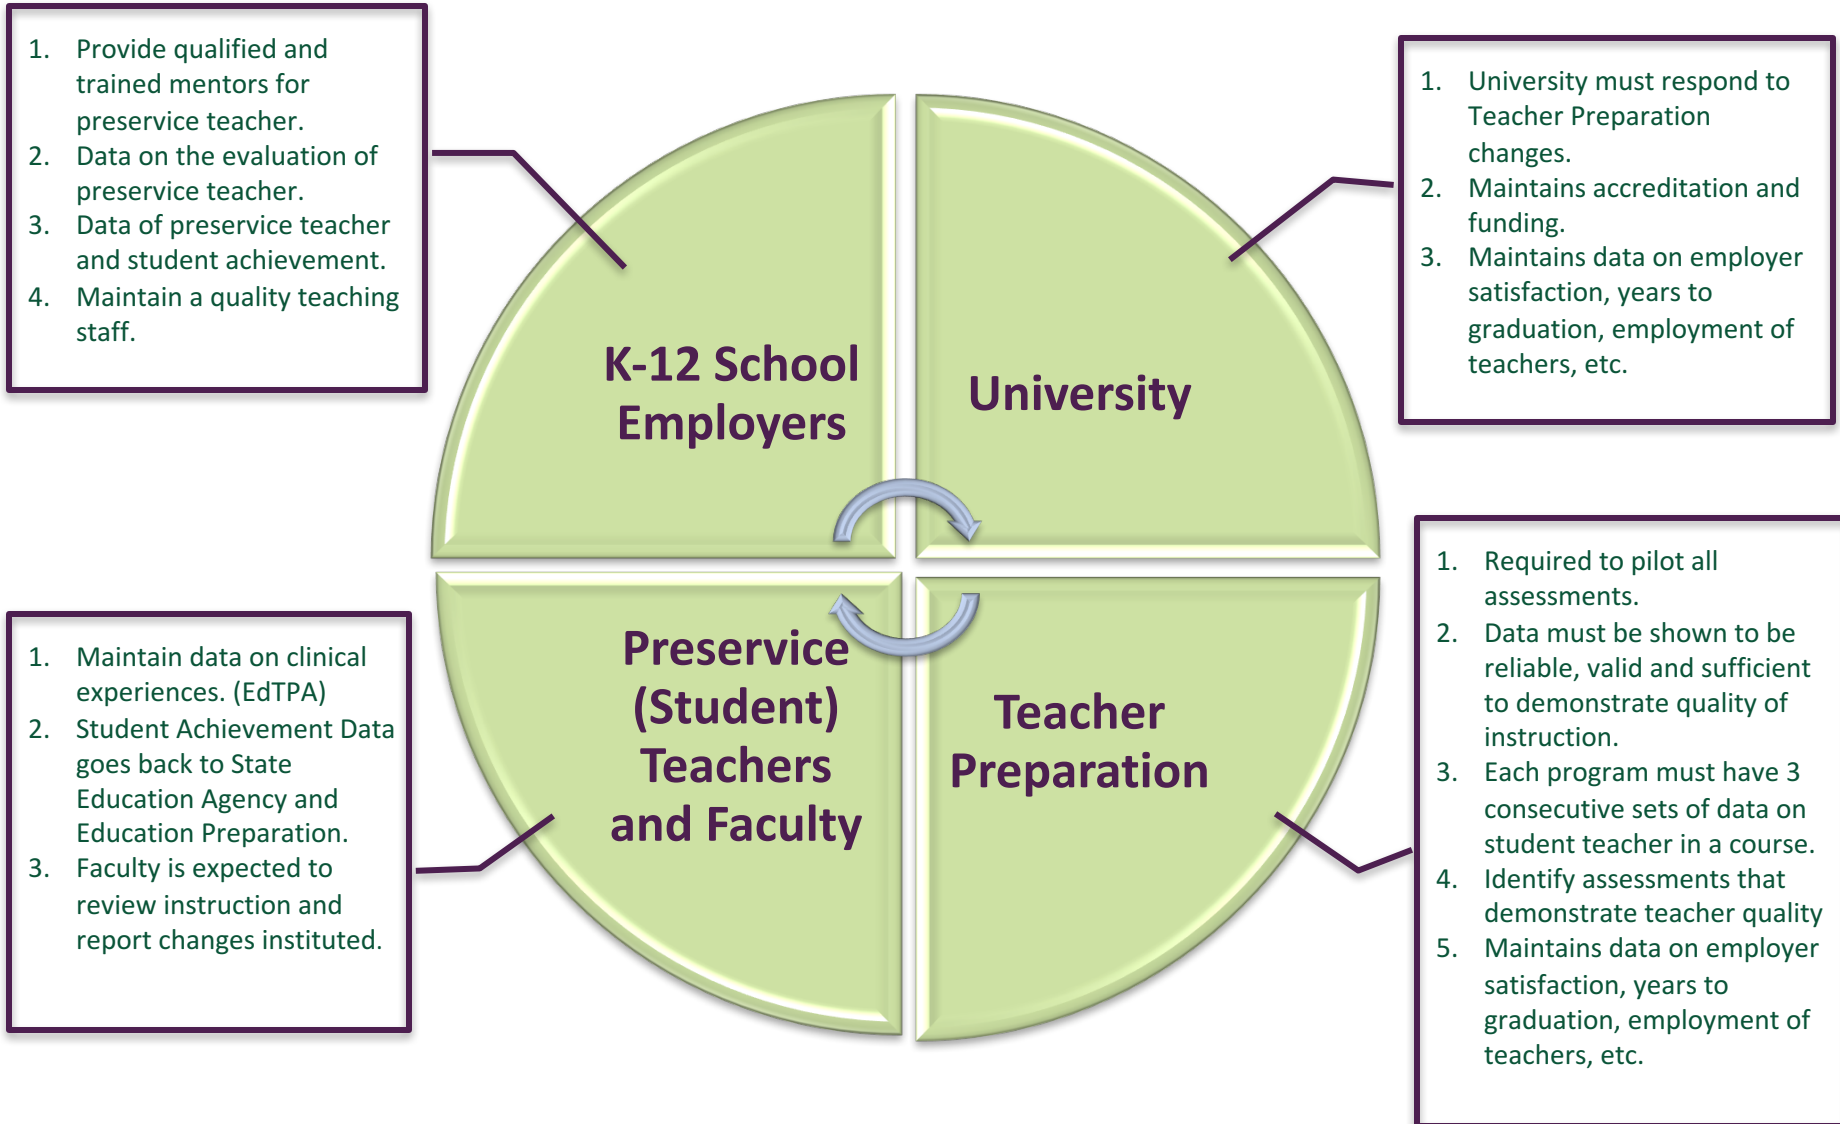 1. Provide qualified and
trained mentors for
preservice teacher.
2. Data on the evaluation of
preservice teacher.
3. Data of preservice teacher
and student achievement.
4. Maintain a quality teaching
staff.
1. University must respond to
Teacher Preparation
changes.
2. Maintains accreditation and
funding.
3. Maintains data on employer
satisfaction, years to
graduation, employment of
teachers, etc.
K-12 School
Employers
University
Preservice
(Student)
Teachers
and Faculty
Teacher
Preparation
1. Maintain data on clinical
experiences. (EdTPA)
2. Student Achievement Data
goes back to State
Education Agency and
Education Preparation.
3. Faculty is expected to
review instruction and
report changes instituted.
1. Required to pilot all
assessments.
2. Data must be shown to be
reliable, valid and sufficient
to demonstrate quality of
instruction.
3. Each program must have 3
consecutive sets of data on
student teacher in a course.
4. Identify assessments that
demonstrate teacher quality
5. Maintains data on employer
satisfaction, years to
graduation, employment of
teachers, etc.